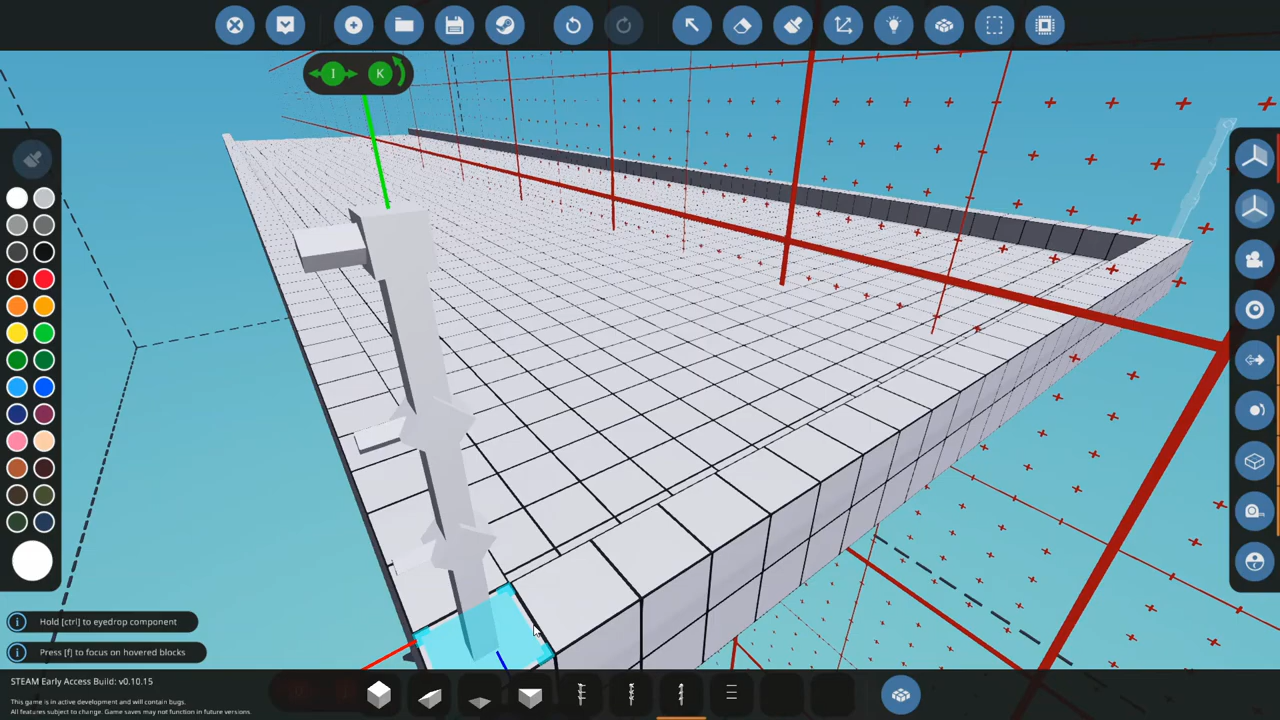 I K
Hold [ctrl] to eyedrop component
Press [f] to focus on hovered blocks
STEAM Early Access Build: v0.10.15
This game is in active development and will contain bugs.
All features subject to change. Game saves may not function in future versions.